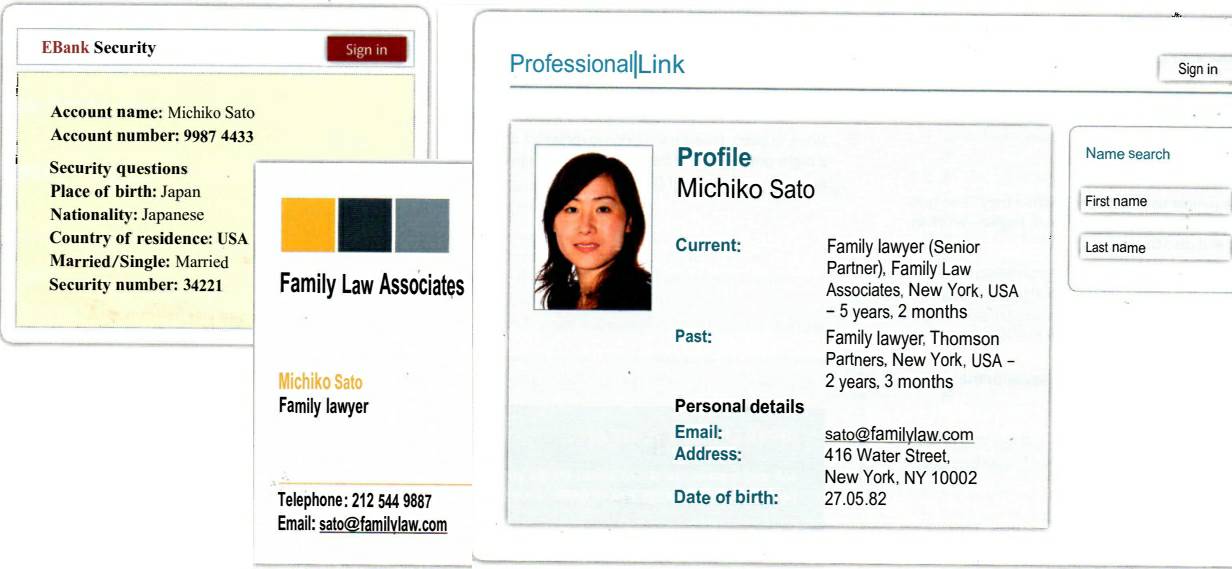 EBank Security
Sign in
Account name: Michiko Sato
Account number: 9987 4433
Security questions
Place of birth: Japan
Nationality: Japanese
Country of residence: USA
Married/Single: Married
Security number: 34221
Family Law Associates
Michiko Sato
Family lawyer
Telephone: 212 544 9887
Email: sato@familylaw.com
Professional|Link
Sign in
Profile
Michiko Sato
Current: Family lawyer (Senior
Partner), Family Law
Associates, New York, USA
– 5 years, 2 months
Past: Family lawyer, Thomson
Partners, New York, USA –
2 years, 3 months
Personal details
Email: sato@familylaw.com
Address: 416 Water Street,
New York, NY 10002
Date of birth: 27.05.82
Name search
First name
Last name